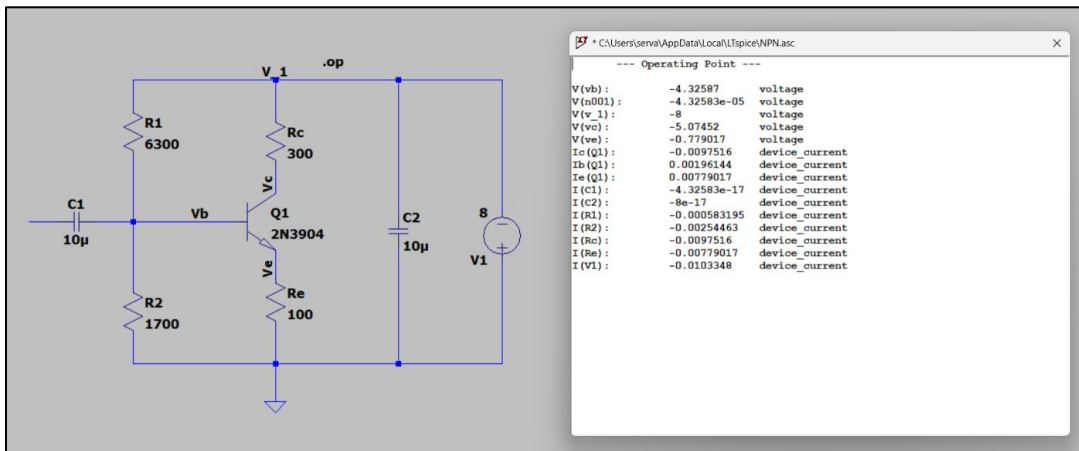 .op
V_1
R1
6300
Rc
300
Vc
C1
10µ
Vb
Q1
2N3904
C2
10µ
8
V1
Ve
Re
100
R2
1700
* C:\Users\serva\AppData\Local\LTspice\NPN.asc
--- Operating Point ---
V(vb): -4.32587 voltage
V(n001): -4.32583e-05 voltage
V(v_1): -8 voltage
V(vc): -5.07452 voltage
V(ve): -0.779017 voltage
Ic(Q1): -0.0097516 device_current
Ib(Q1): 0.00196144 device_current
Ie(Q1): 0.00779017 device_current
I(C1): -4.32583e-17 device_current
I(C2): -8e-17 device_current
I(R1): -0.000583195 device_current
I(R2): -0.00254463 device_current
I(Rc): -0.0097516 device_current
I(Re): -0.00779017 device_current
I(V1): -0.0103348 device_current